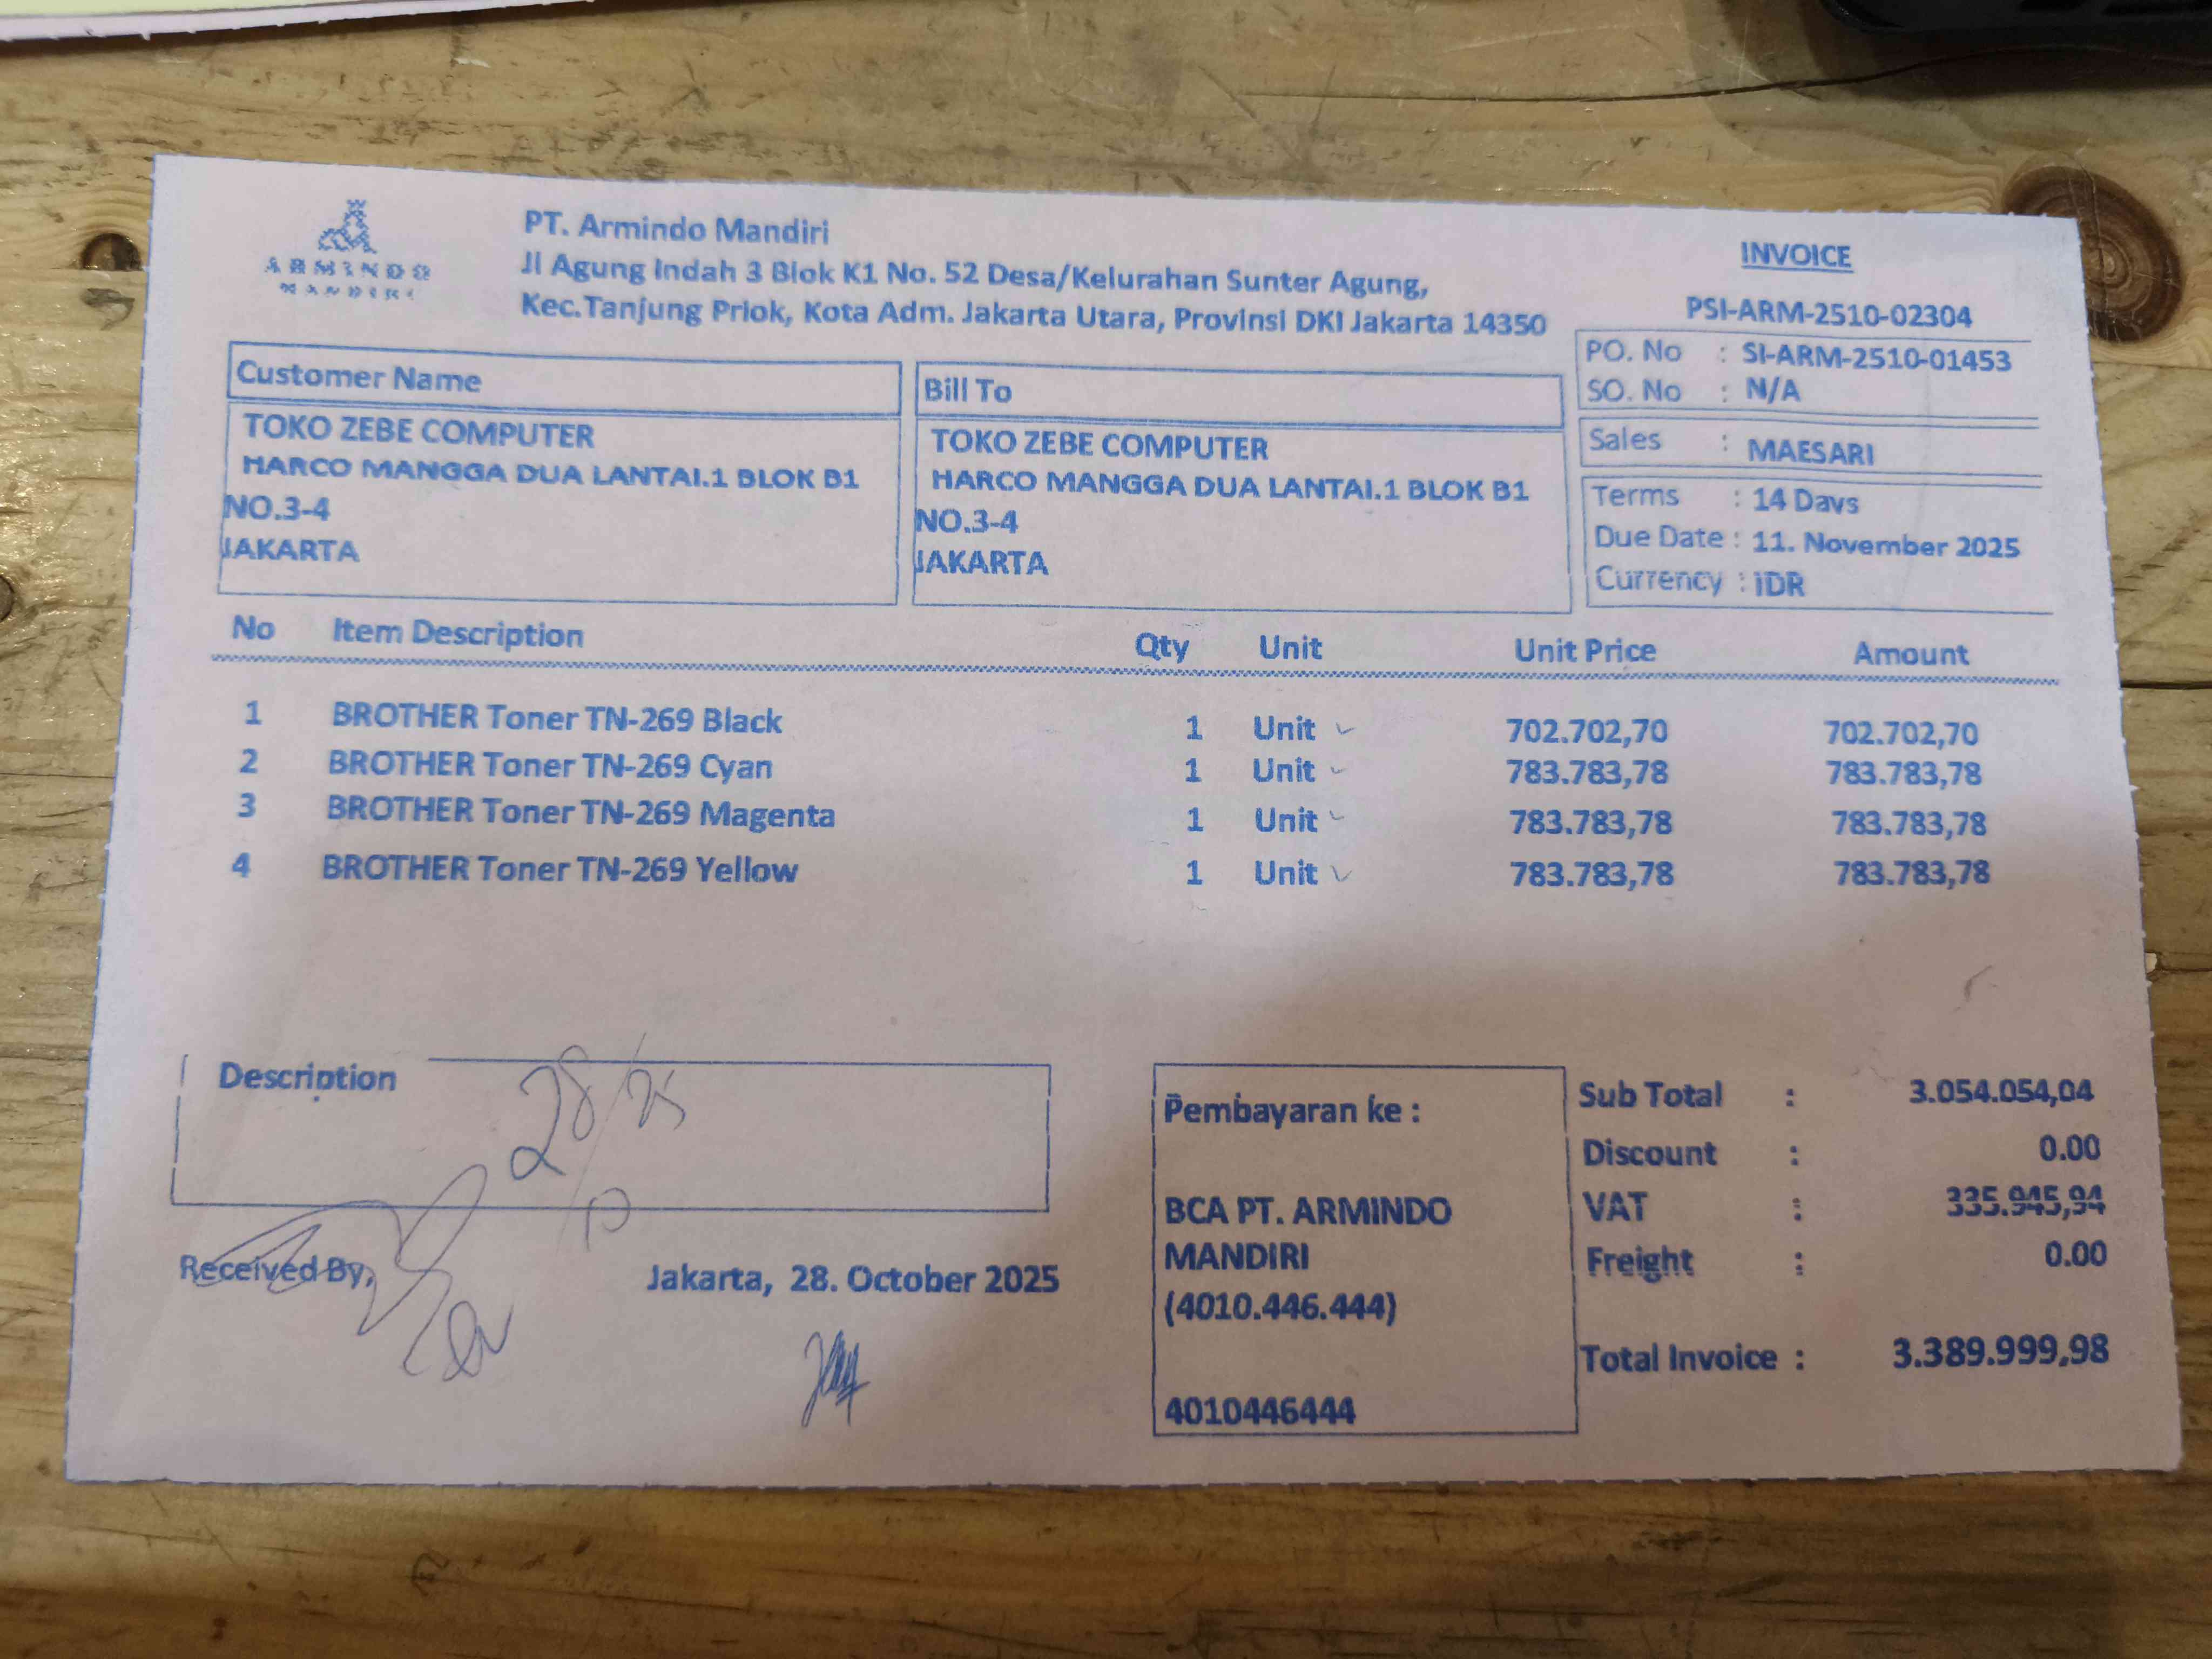 ARMINDO
MANDIRI
PT. Armindo Mandiri
Jl Agung Indah 3 Blok K1 No. 52 Desa/Kelurahan Sunter Agung,
Kec.Tanjung Priok, Kota Adm. Jakarta Utara, Provinsi DKI Jakarta 14350
INVOICE
PSI-ARM-2510-02304
PO. No : SI-ARM-2510-01453
SO. No : N/A
Sales : MAESARI
Terms : 14 Days
Due Date : 11. November 2025
Currency : IDR
Customer Name
TOKO ZEBE COMPUTER
HARCO MANGGA DUA LANTAI.1 BLOK B1
NO.3-4
JAKARTA
Bill To
TOKO ZEBE COMPUTER
HARCO MANGGA DUA LANTAI.1 BLOK B1
NO.3-4
JAKARTA
No Item Description Qty Unit Unit Price Amount
1 BROTHER Toner TN-269 Black 1 Unit 702.702,70 702.702,70
2 BROTHER Toner TN-269 Cyan 1 Unit 783.783,78 783.783,78
3 BROTHER Toner TN-269 Magenta 1 Unit 783.783,78 783.783,78
4 BROTHER Toner TN-269 Yellow 1 Unit 783.783,78 783.783,78
Description
28/25
Received By,
Jakarta, 28. October 2025
Pembayaran ke :
BCA PT. ARMINDO
MANDIRI
(4010.446.444)
4010446444
Sub Total : 3.054.054,04
Discount : 0.00
VAT : 335.945,94
Freight : 0.00
Total Invoice : 3.389.999,98